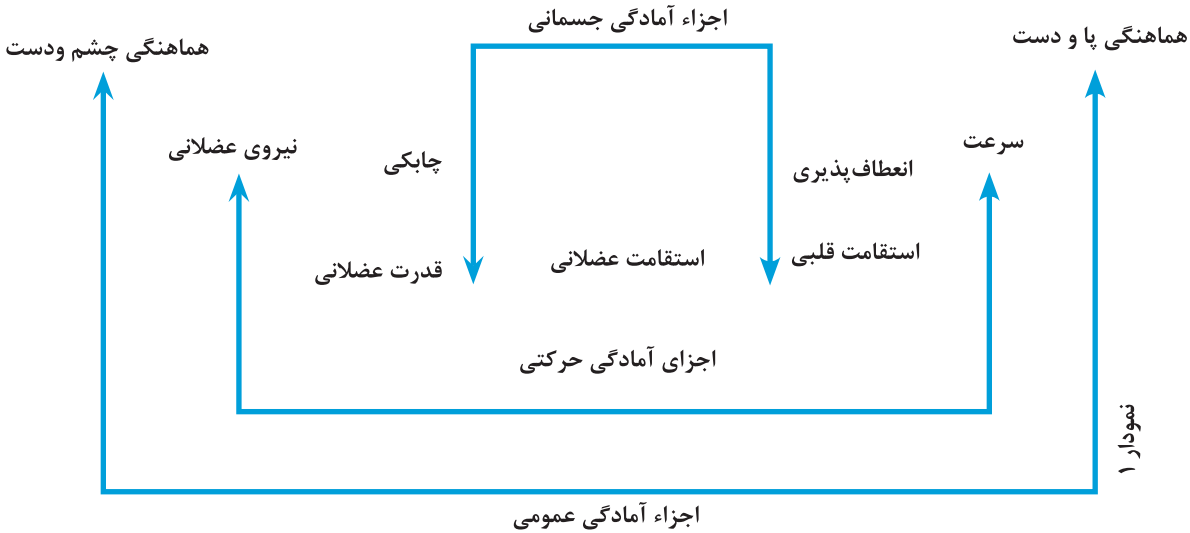 اجزاء آمادگی جسمانی
هماهنگی پا و دست
هماهنگی چشم ودست
سرعت
انعطاف‌پذیری
چابکی
نیروی عضلانی
استقامت قلبی
استقامت عضلانی
قدرت عضلانی
اجزای آمادگی حرکتی
نمودار ۱
اجزاء آمادگی عمومی